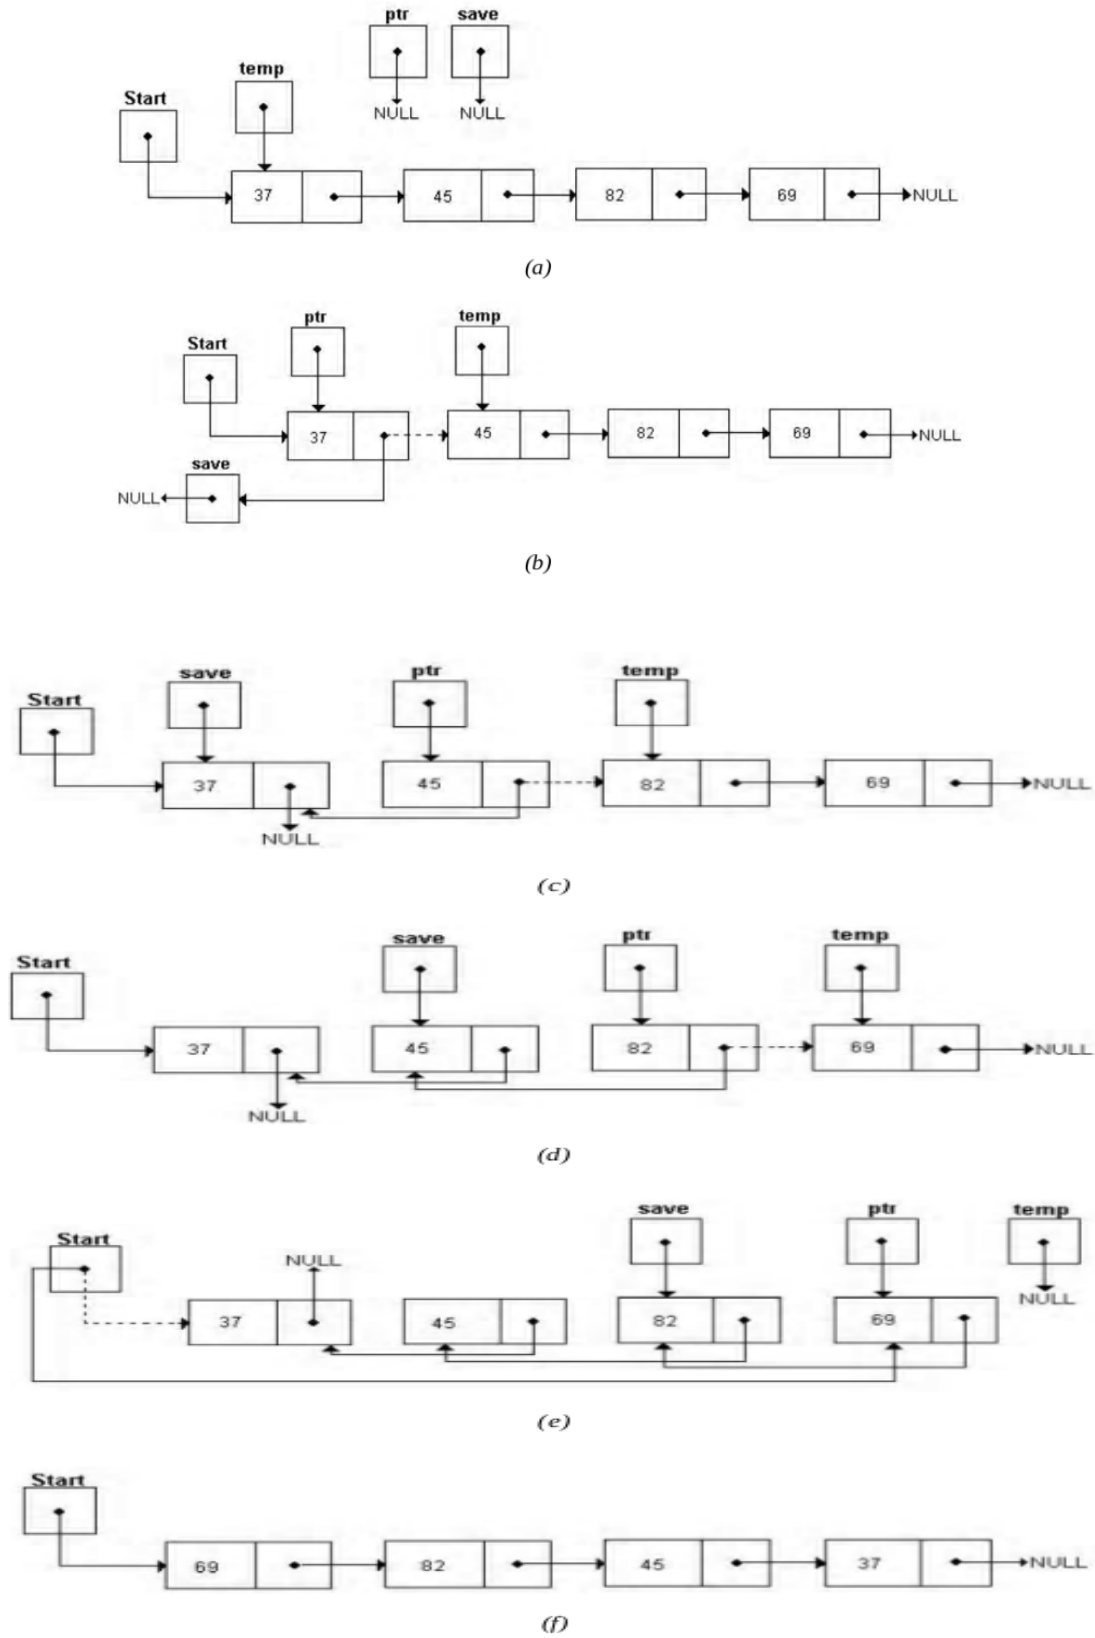 ptr save
temp
Start
NULL NULL
37 45 82 69 NULL
(a)
ptr temp
Start
37 45 82 69 NULL
save
NULL
(b)
save ptr temp
Start
37 45 82 69 NULL
NULL
(c)
save ptr temp
Start
37 45 82 69 NULL
NULL
(d)
save ptr temp
Start
NULL
NULL
37 45 82 69
(e)
Start
69 82 45 37 NULL
(f)